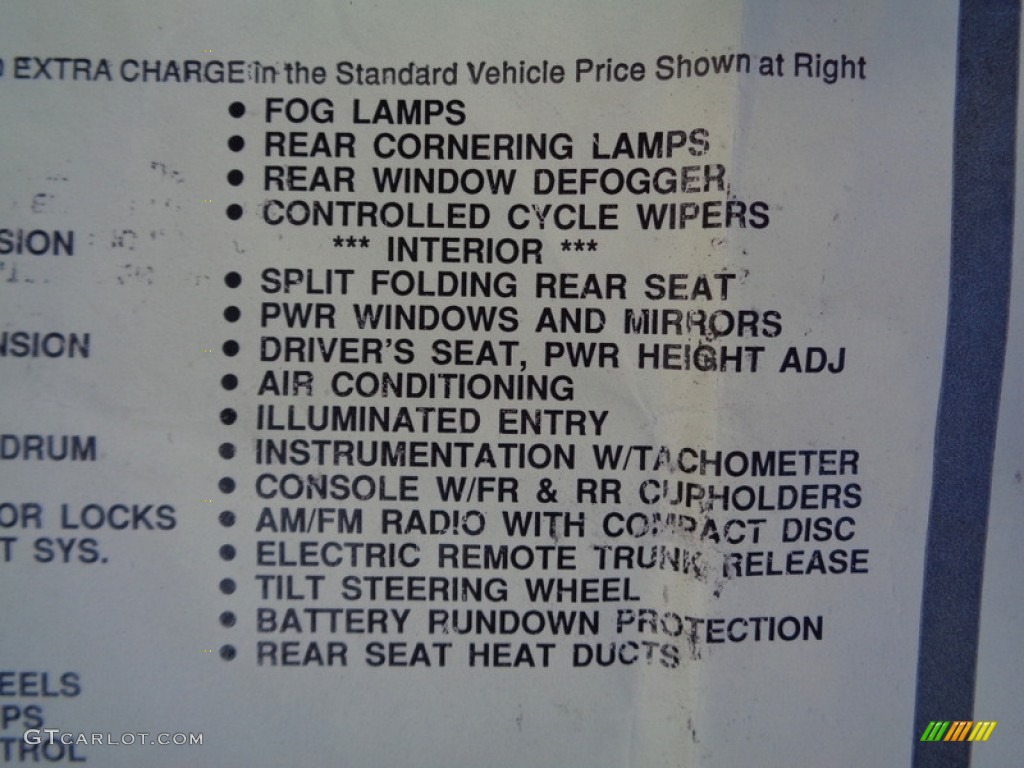 EXTRA CHARGE in the Standard Vehicle Price Shown at Right
• FOG LAMPS
• REAR CORNERING LAMPS
• REAR WINDOW DEFOGGER
• CONTROLLED CYCLE WIPERS
SION
*** INTERIOR ***
• SPLIT FOLDING REAR SEAT
• PWR WINDOWS AND MIRRORS
NSION
• DRIVER'S SEAT, PWR HEIGHT ADJ
• AIR CONDITIONING
• ILLUMINATED ENTRY
DRUM
• INSTRUMENTATION W/TACHOMETER
• CONSOLE W/FR & RR CUPHOLDERS
OR LOCKS
• AM/FM RADIO WITH COMPACT DISC
T SYS.
• ELECTRIC REMOTE TRUNK RELEASE
• TILT STEERING WHEEL
• BATTERY RUNDOWN PROTECTION
• REAR SEAT HEAT DUCTS
EELS
PS
TROL
GTCARLOT.COM